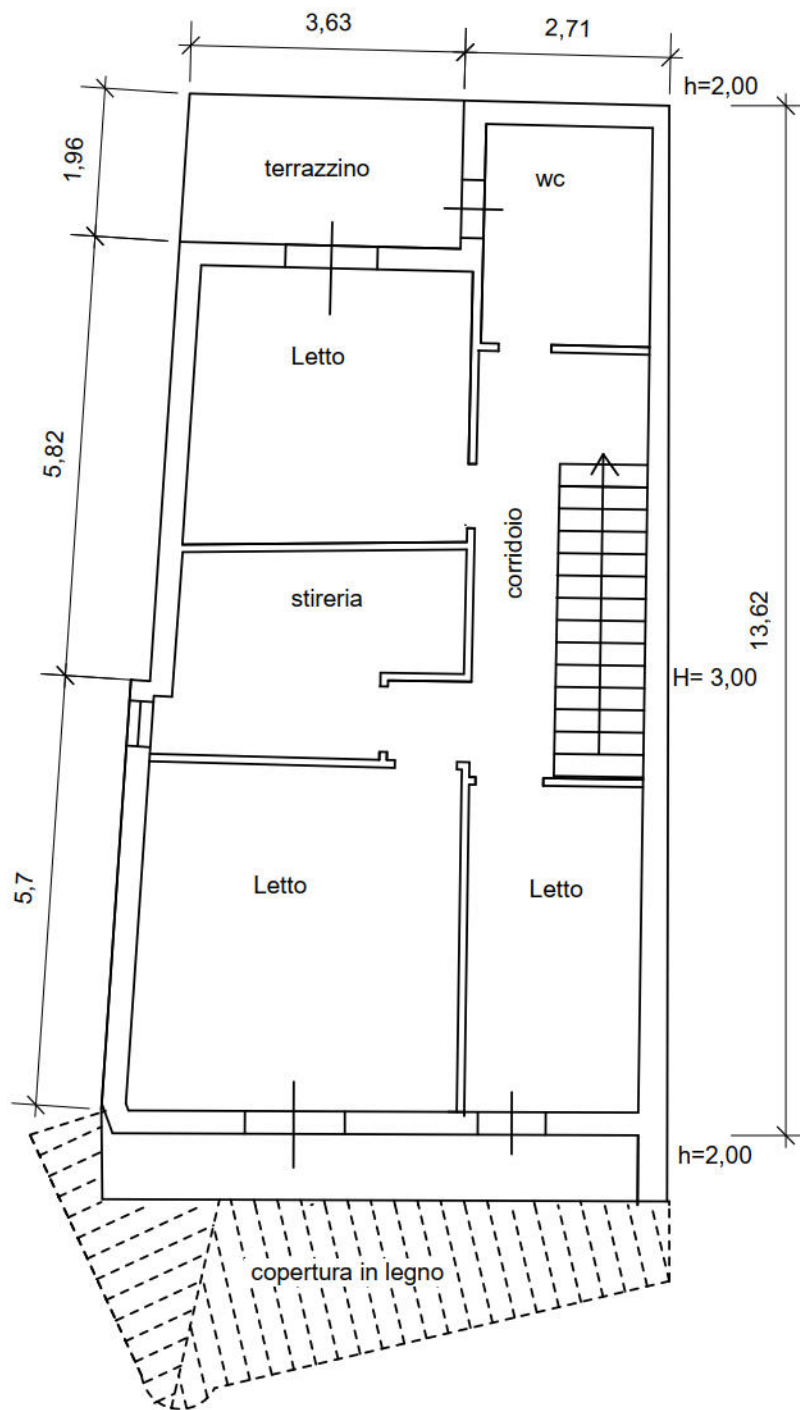 3,63
2,71
h=2,00
1,96
terrazzino
wc
Letto
5,82
corridoio
stireria
13,62
H= 3,00
5,7
Letto
Letto
h=2,00
copertura in legno